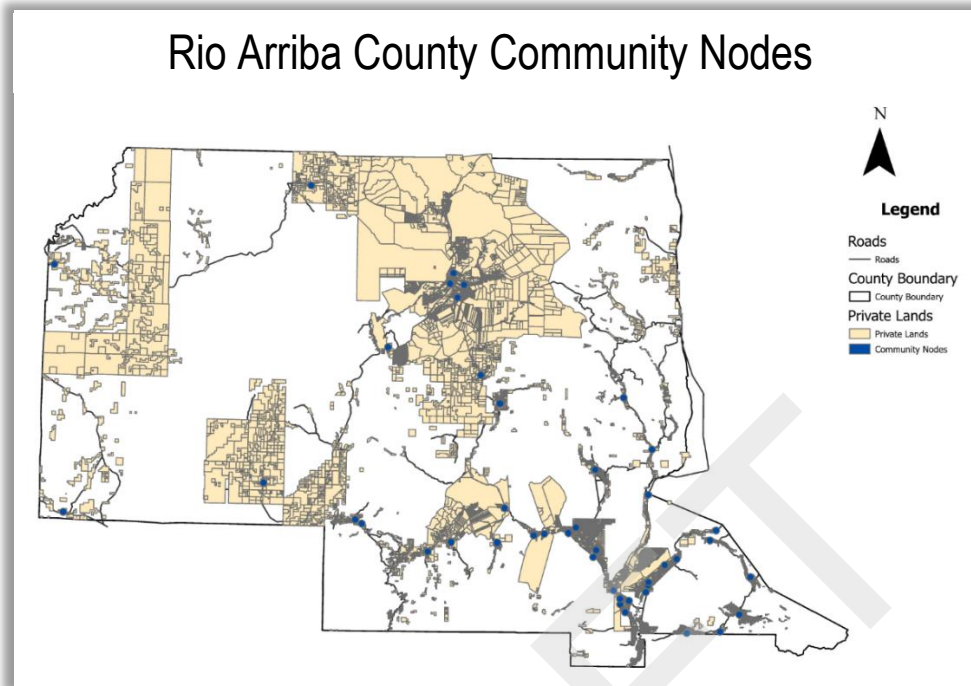 Rio Arriba County Community Nodes
N
Legend
Roads
Roads
County Boundary
County Boundary
Private Lands
Private Lands
Community Nodes